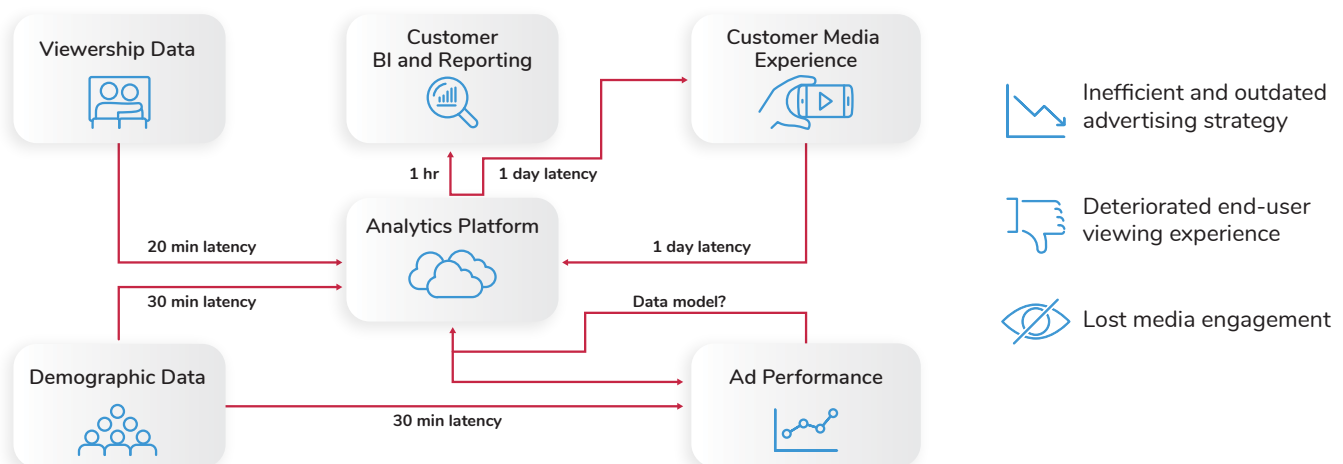 Viewership Data
Customer
BI and Reporting
Customer Media
Experience
Inefficient and outdated
advertising strategy
1 hr
1 day latency
Analytics Platform
Deteriorated end-user
viewing experience
20 min latency
1 day latency
30 min latency
Data model?
Lost media engagement
Demographic Data
Ad Performance
30 min latency